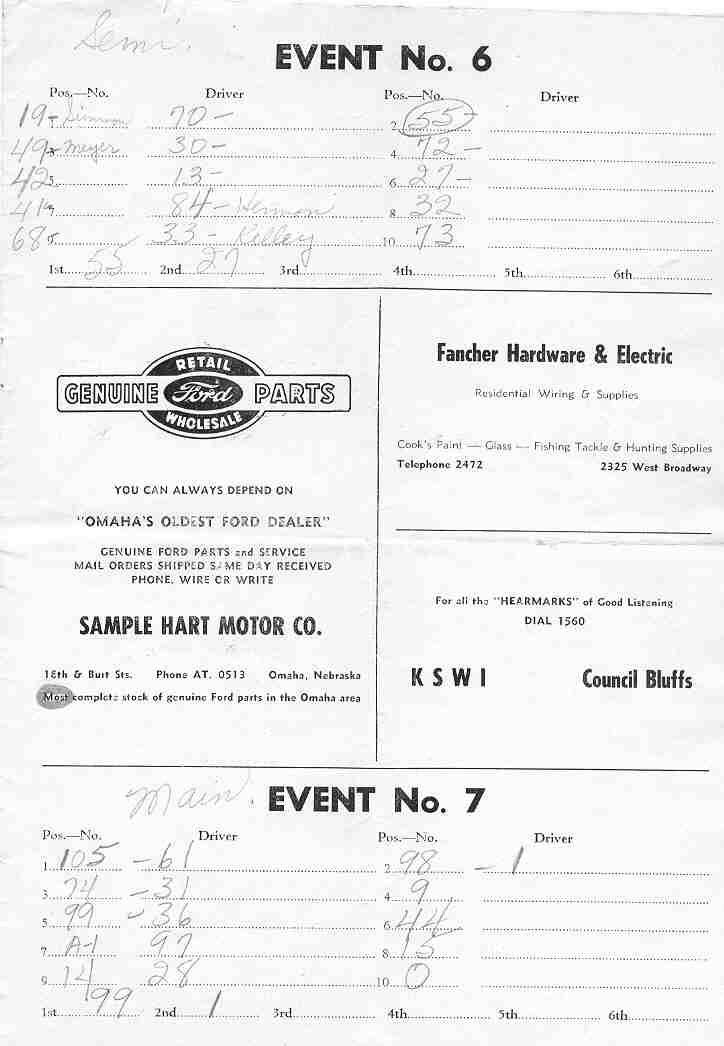 Semi.
EVENT No. 6
Pos.—No. Driver Pos.—No. Driver
19- 70- 2 55-
49- Meyer 30- 4 72-
42 5 13- 6 27-
41 84- Herman 8 32
68 33- Kelley 10 73
1st 55 2nd 27 3rd 4th 5th 6th
RETAIL
GENUINE Ford PARTS
WHOLESALE
YOU CAN ALWAYS DEPEND ON
"OMAHA'S OLDEST FORD DEALER"
GENUINE FORD PARTS and SERVICE
MAIL ORDERS SHIPPED SAME DAY RECEIVED
PHONE, WIRE OR WRITE
SAMPLE HART MOTOR CO.
18th & Burt Sts. Phone AT. 0513 Omaha, Nebraska
Most complete stock of genuine Ford parts in the Omaha area
Fancher Hardware & Electric
Residential Wiring & Supplies
Cook's Paint — Glass — Fishing Tackle & Hunting Supplies
Telephone 2472 2325 West Broadway
For all the "HEARMARKS" of Good Listening
DIAL 1560
KSWI Council Bluffs
Main. EVENT No. 7
Pos.—No. Driver Pos.—No. Driver
1 105 - 61 2 98 - 1
3 74 - 31 4 9
5 99 - 36 6 44
7 A-1 97 8 15
9 14 28 10 0
1st 99 2nd 1 3rd 4th 5th 6th